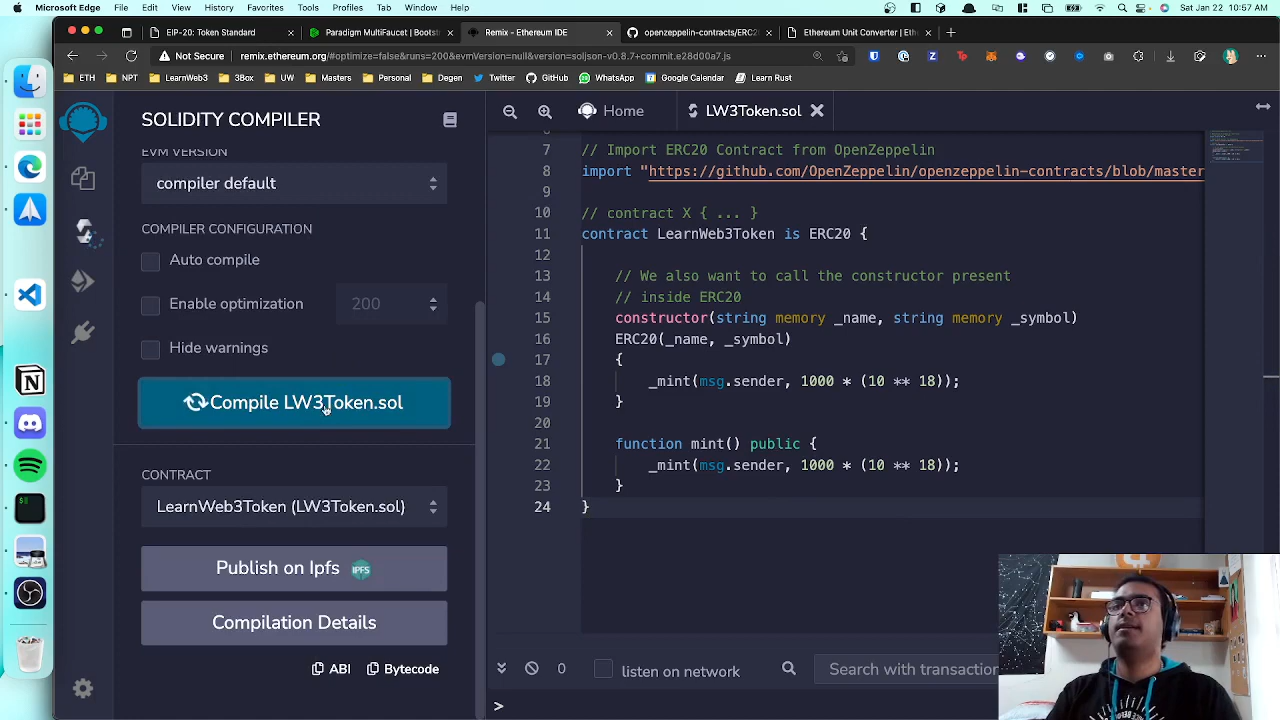 Microsoft Edge File Edit View History Favorites Tools Profiles Tab Window Help Sat Jan 22 10:57 AM
EIP-20: Token Standard
Paradigm MultiFaucet | Bootst
Remix - Ethereum IDE
openzeppelin-contracts/ERC2
Ethereum Unit Converter | Eth
Not Secure remix.ethereum.org/#optimize=false&runs=200&evmVersion=null&version=soljson-v0.8.7+commit.e28d00a7.js
ETH NPT LearnWeb3 3Box UW Masters Personal Degen Twitter GitHub WhatsApp Google Calendar Learn Rust
SOLIDITY COMPILER
EVM VERSION
compiler default
COMPILER CONFIGURATION
Auto compile
Enable optimization 200
Hide warnings
Compile LW3Token.sol
CONTRACT
LearnWeb3Token (LW3Token.sol)
Publish on Ipfs IPFS
Compilation Details
ABI Bytecode
Home LW3Token.sol
7 // Import ERC20 Contract from OpenZeppelin
8 import "https://github.com/OpenZeppelin/openzeppelin-contracts/blob/master
9
10 // contract X { ... }
11 contract LearnWeb3Token is ERC20 {
12
13 // We also want to call the constructor present
14 // inside ERC20
15 constructor(string memory _name, string memory _symbol)
16 ERC20(_name, _symbol)
17 {
18 _mint(msg.sender, 1000 * (10 ** 18));
19 }
20
21 function mint() public {
22 _mint(msg.sender, 1000 * (10 ** 18));
23 }
24 }
0 listen on network Search with transaction
>